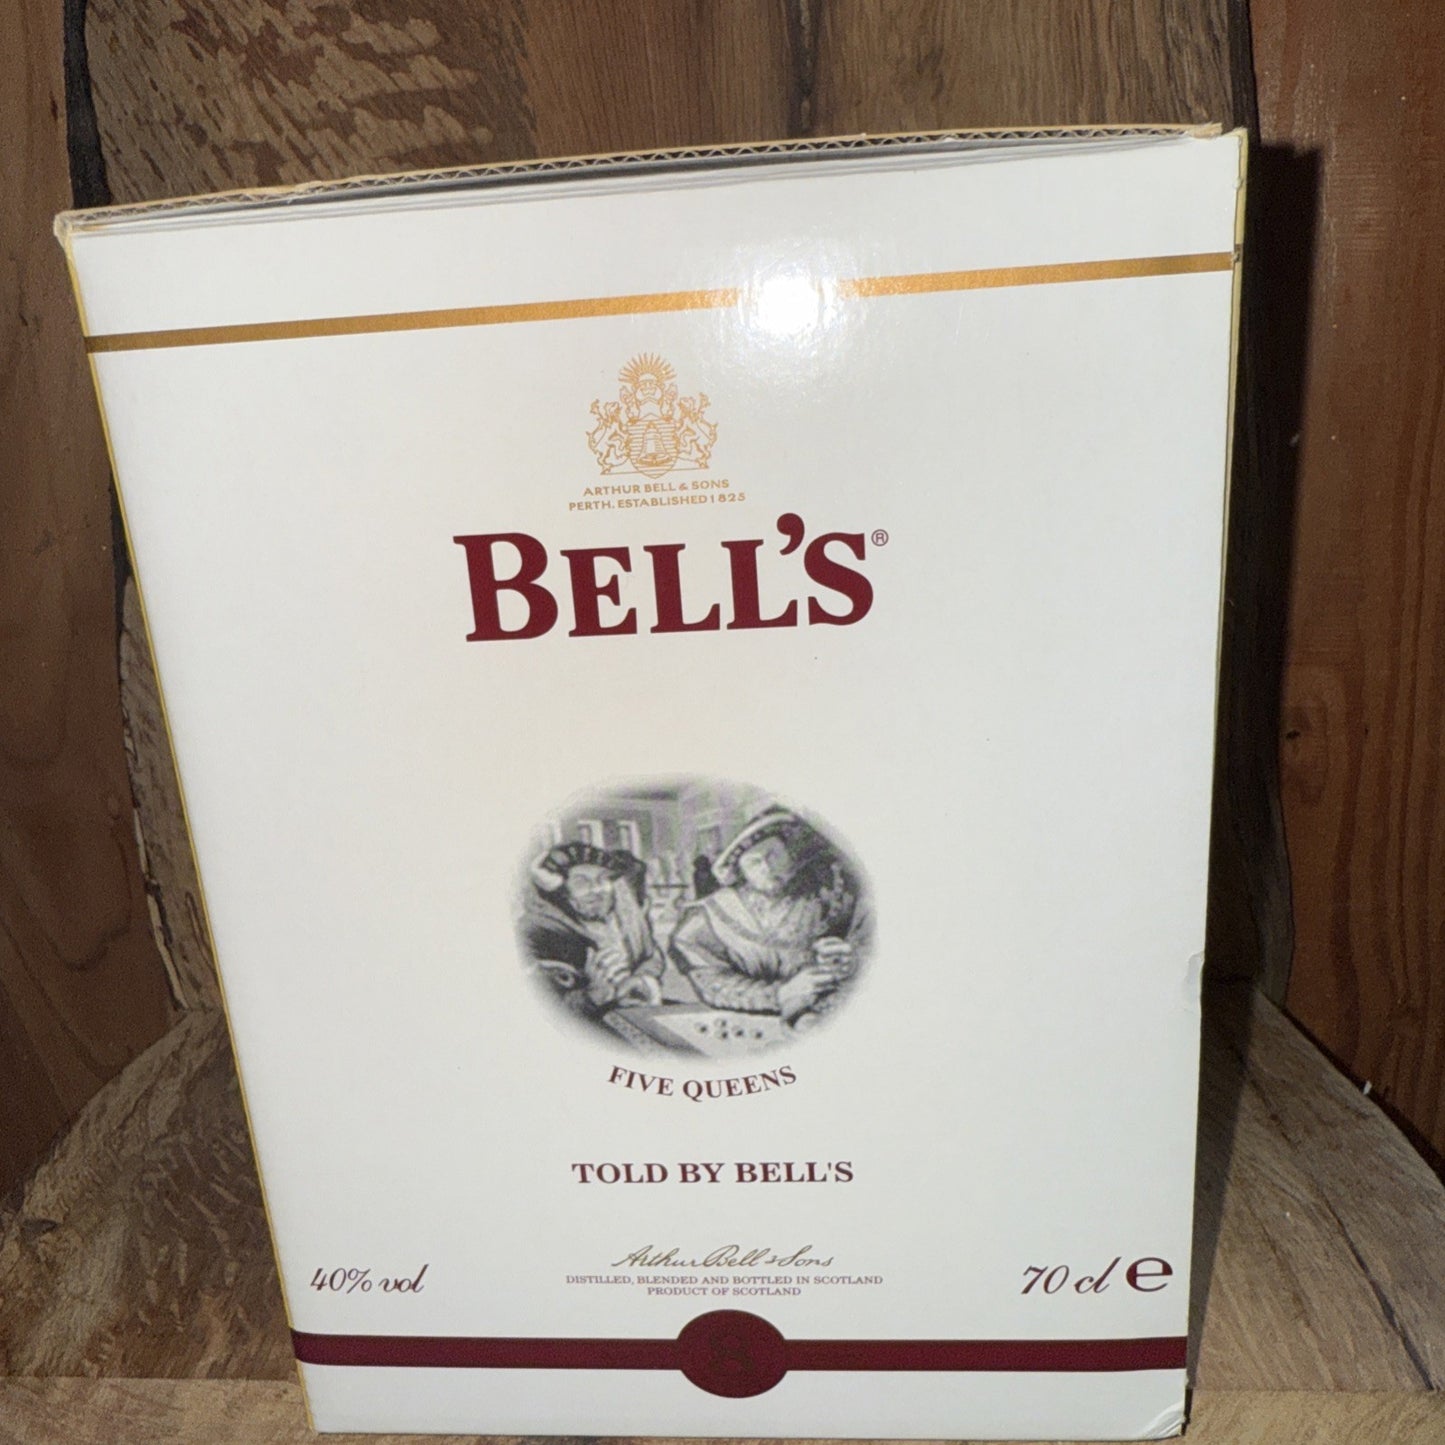 ARTHUR BELL & SONS
PERTH. ESTABLISHED 1825
BELL'S®
FIVE QUEENS
TOLD BY BELL'S
Arthur Bell & Sons
40% vol
DISTILLED, BLENDED AND BOTTLED IN SCOTLAND
PRODUCT OF SCOTLAND
70 cl e